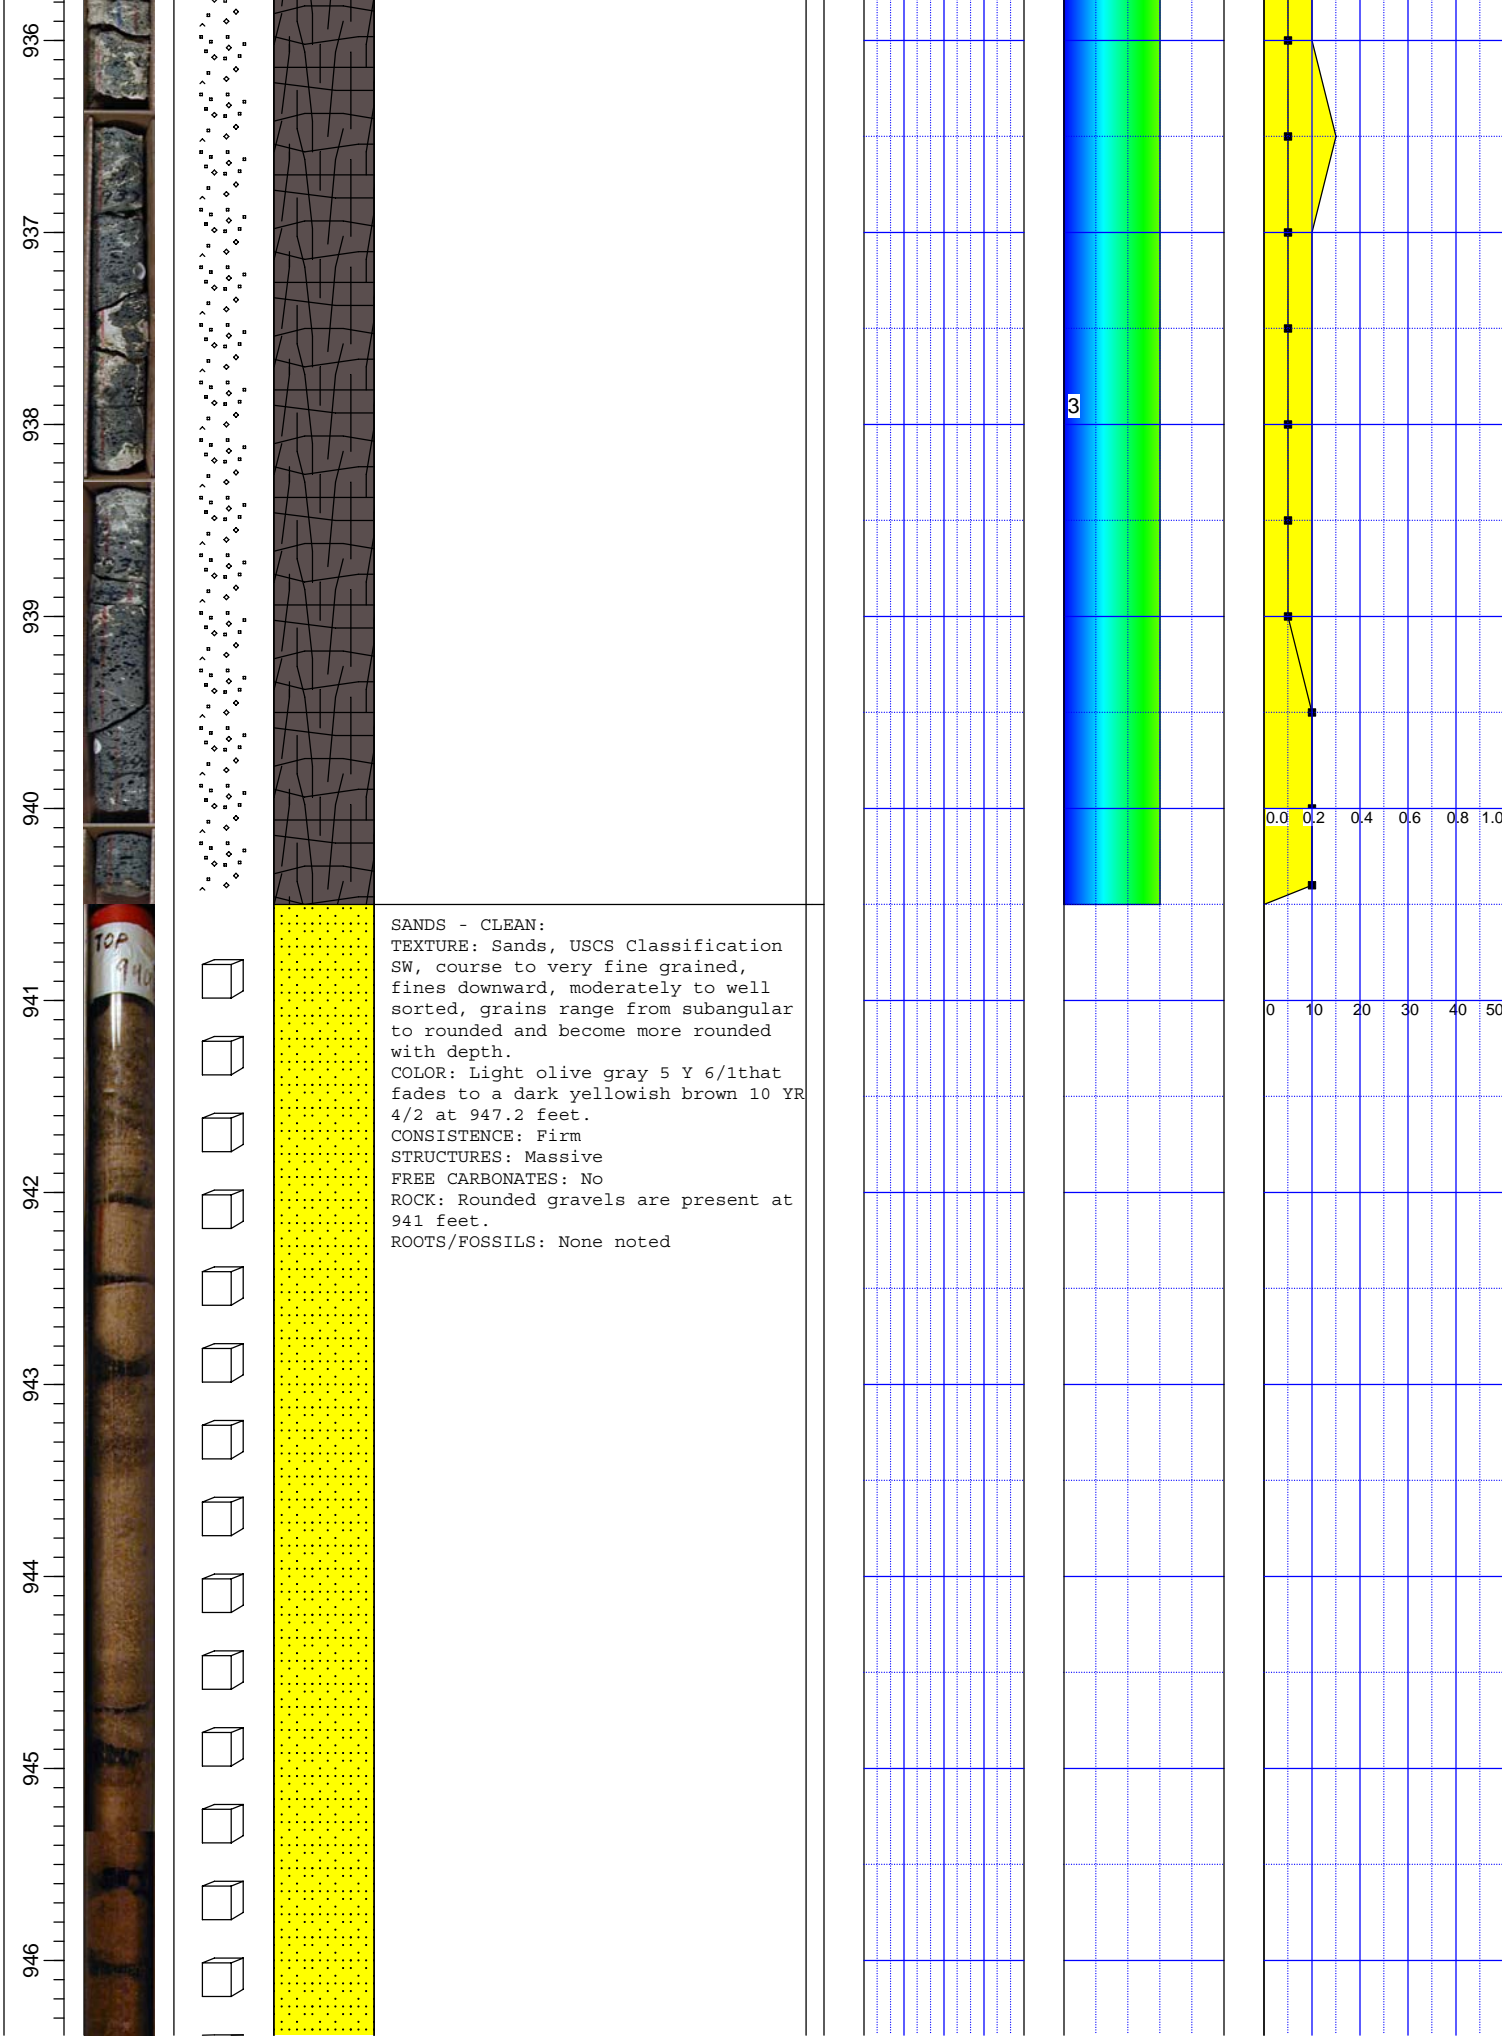 936
937
938
3
939
940
0.0 0.2 0.4 0.6 0.8 1.0
SANDS - CLEAN:
TEXTURE: Sands, USCS Classification
SW, course to very fine grained,
fines downward, moderately to well
sorted, grains range from subangular
to rounded and become more rounded
with depth.
COLOR: Light olive gray 5 Y 6/1that
fades to a dark yellowish brown 10 YR
4/2 at 947.2 feet.
CONSISTENCE: Firm
STRUCTURES: Massive
FREE CARBONATES: No
ROCK: Rounded gravels are present at
941 feet.
ROOTS/FOSSILS: None noted
TOP
940
941
0 10 20 30 40 50
942
943
944
945
946